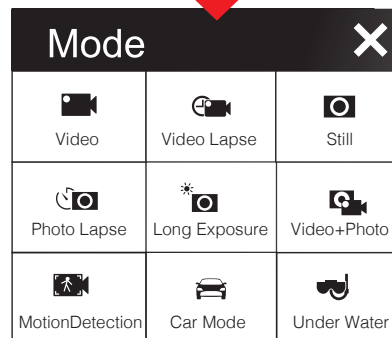 Mode
Video
Video Lapse
Still
Photo Lapse
Long Exposure
Video+Photo
MotionDetection
Car Mode
Under Water